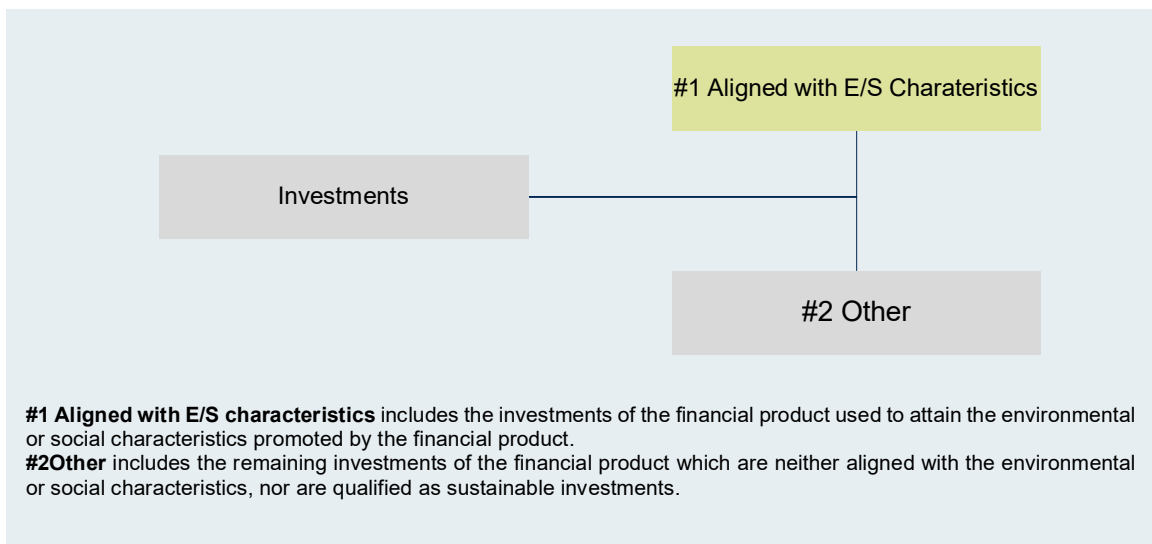 #1 Aligned with E/S Charateristics
Investments
#2 Other
#1 Aligned with E/S characteristics includes the investments of the financial product used to attain the environmental
or social characteristics promoted by the financial product.
#2Other includes the remaining investments of the financial product which are neither aligned with the environmental
or social characteristics, nor are qualified as sustainable investments.